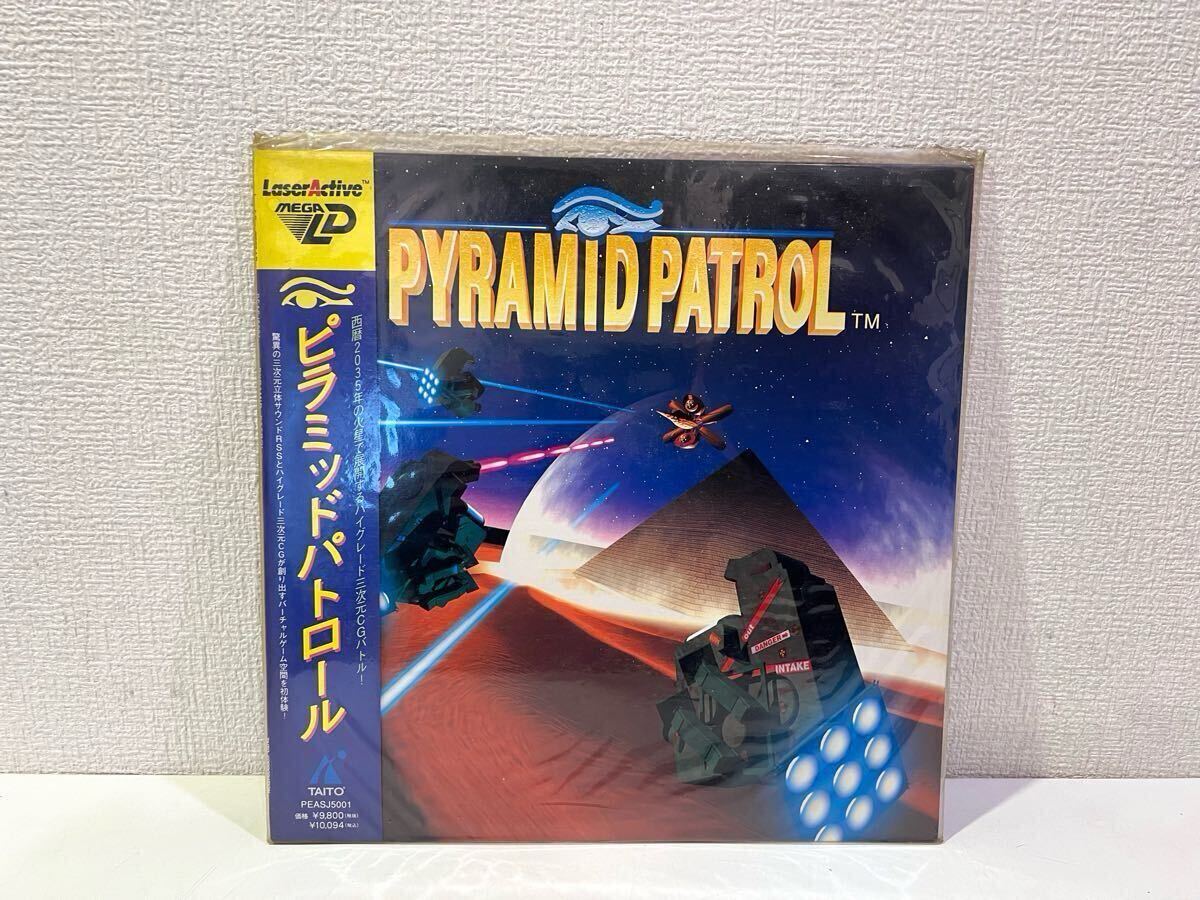 LaserActive™
MEGA LD
PYRAMID PATROL™
西暦2035年の火星で展開するハイグレード三次元CGバトル!
ピラミッドパトロール
驚異の三次元立体サウンドRSSとハイグレード三次元CGが創り出すバーチャルゲーム空間を初体験!
out
DANGER
INTAKE
TAITO®
PEASJ5001
価格 ¥9,800(税抜)
¥10,094(税込)